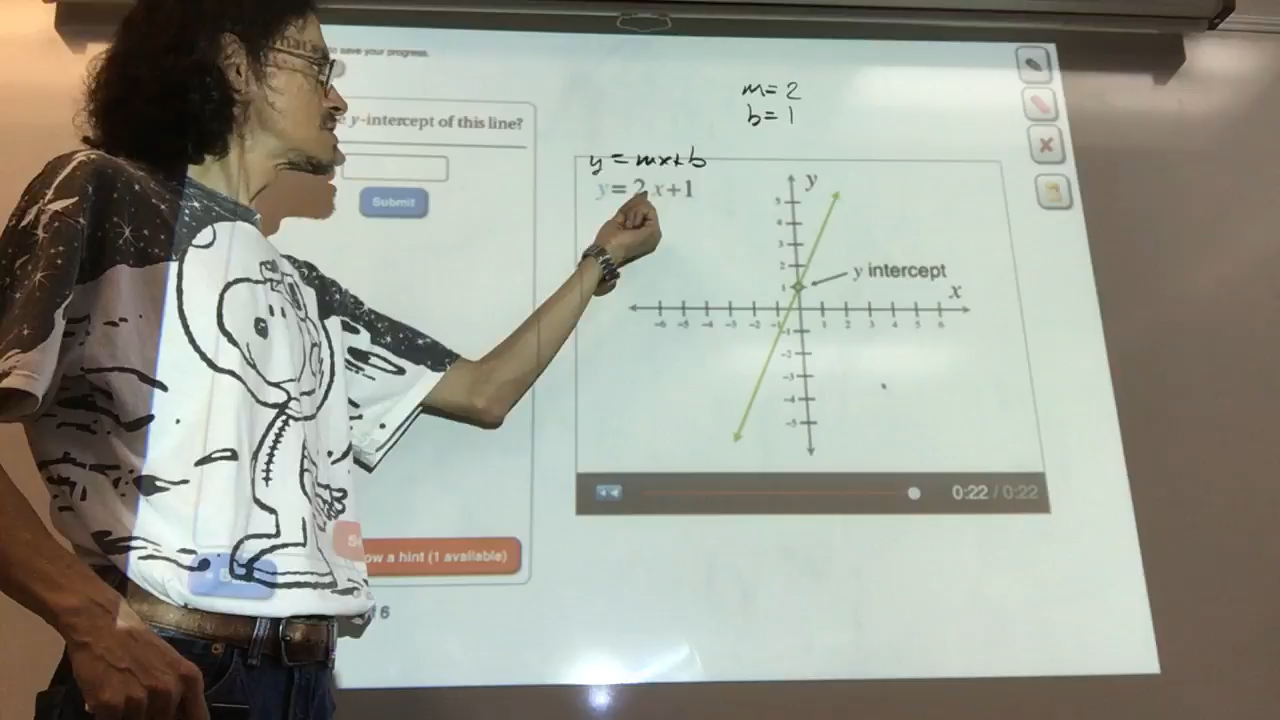 to save your progress.
y-intercept of this line?
Submit
ow a hint (1 available)
6
m=2
b=1
y=mx+b
y=2x+1
y
5
4
3
2
1
y intercept
x
-6 -5 -4 -3 -2 -1 1 2 3 4 5 6
-1
-2
-3
-4
-5
0:22 / 0:22